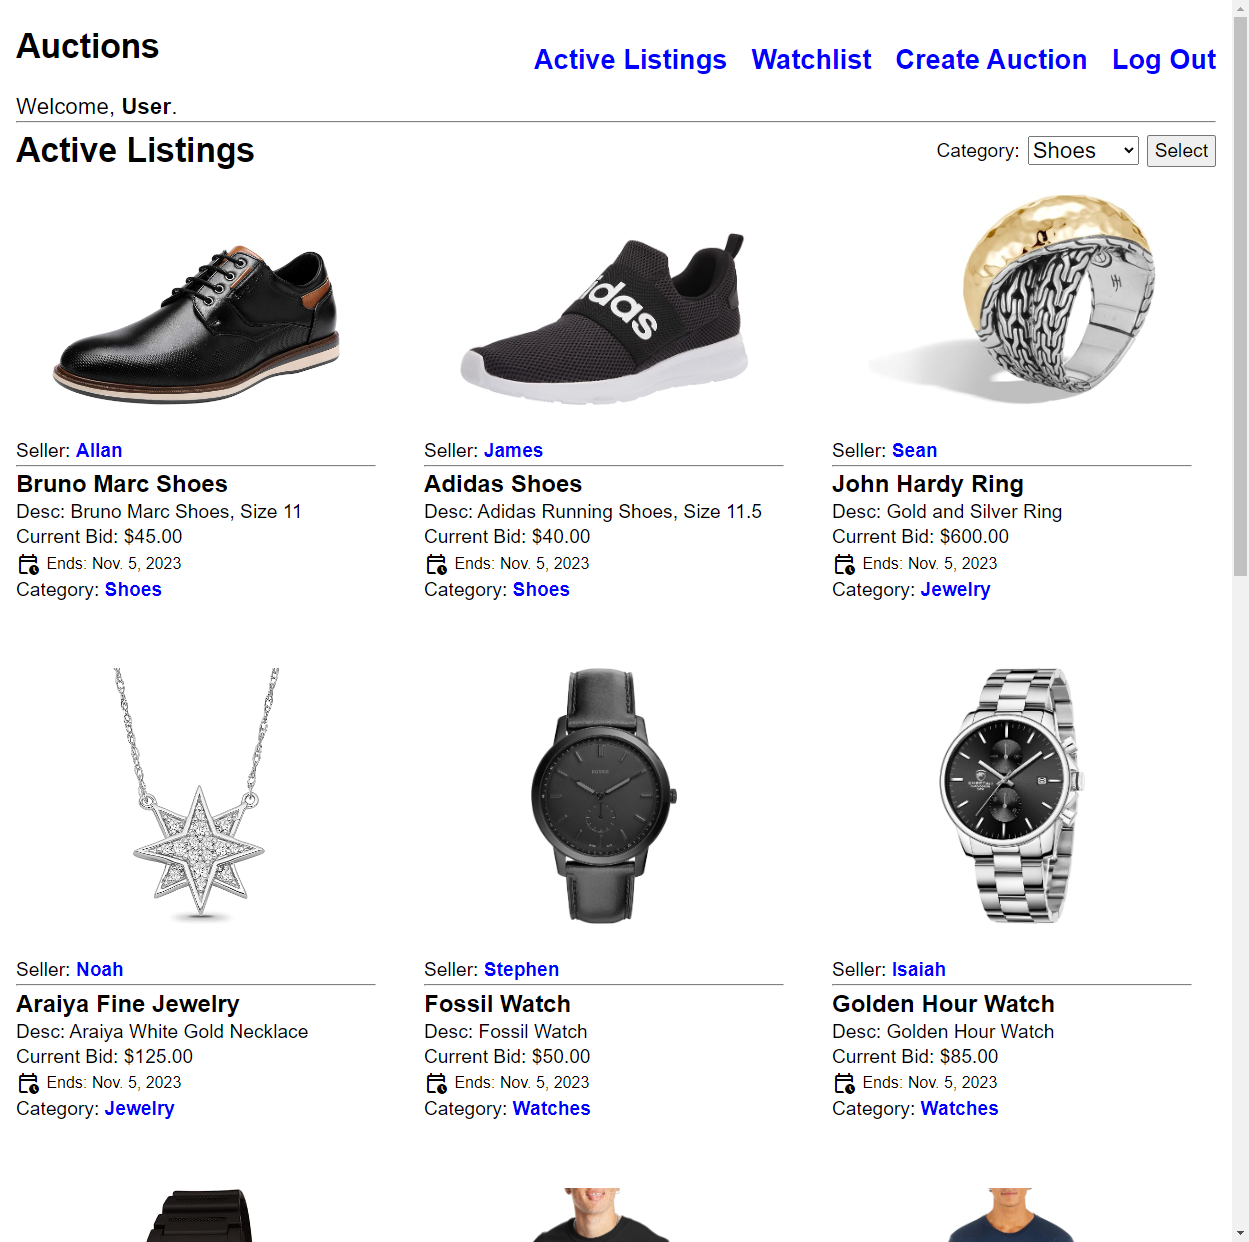 Auctions
Active Listings Watchlist Create Auction Log Out
Welcome, User.
Active Listings
Category: Shoes Select
idas
Seller: Allan
Bruno Marc Shoes
Desc: Bruno Marc Shoes, Size 11
Current Bid: $45.00
Ends: Nov. 5, 2023
Category: Shoes
Seller: James
Adidas Shoes
Desc: Adidas Running Shoes, Size 11.5
Current Bid: $40.00
Ends: Nov. 5, 2023
Category: Shoes
Seller: Sean
John Hardy Ring
Desc: Gold and Silver Ring
Current Bid: $600.00
Ends: Nov. 5, 2023
Category: Jewelry
FOSSIL
Seller: Noah
Araiya Fine Jewelry
Desc: Araiya White Gold Necklace
Current Bid: $125.00
Ends: Nov. 5, 2023
Category: Jewelry
Seller: Stephen
Fossil Watch
Desc: Fossil Watch
Current Bid: $50.00
Ends: Nov. 5, 2023
Category: Watches
Seller: Isaiah
Golden Hour Watch
Desc: Golden Hour Watch
Current Bid: $85.00
Ends: Nov. 5, 2023
Category: Watches